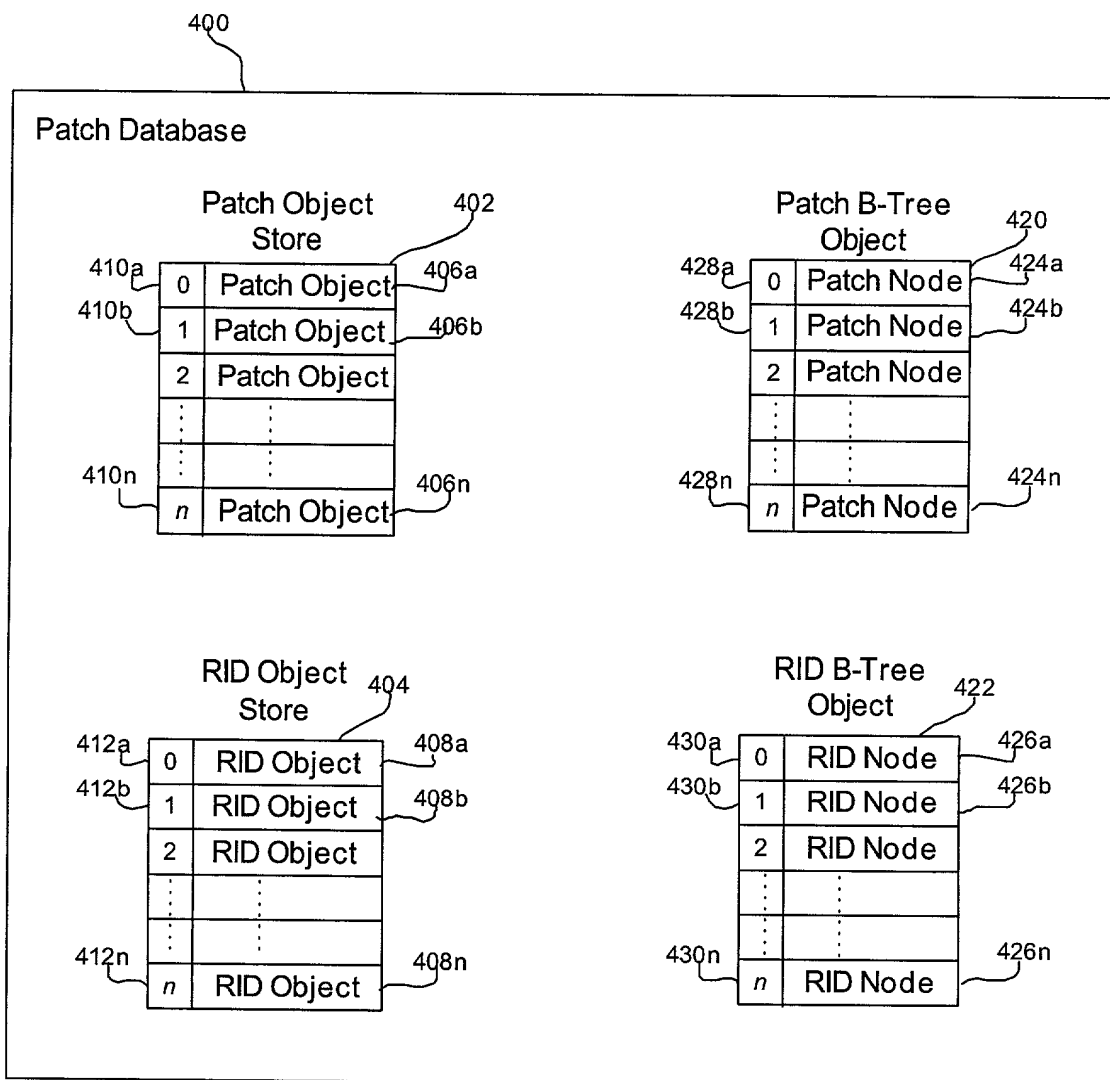 400
Patch Database
Patch Object
Store
402
410a 0 Patch Object 406a
410b 1 Patch Object 406b
2 Patch Object
410n n Patch Object 406n
Patch B-Tree
Object
420
428a 0 Patch Node 424a
428b 1 Patch Node 424b
2 Patch Node
428n n Patch Node 424n
RID Object
Store
404
412a 0 RID Object 408a
412b 1 RID Object 408b
2 RID Object
412n n RID Object 408n
RID B-Tree
Object
422
430a 0 RID Node 426a
430b 1 RID Node 426b
2 RID Node
430n n RID Node 426n